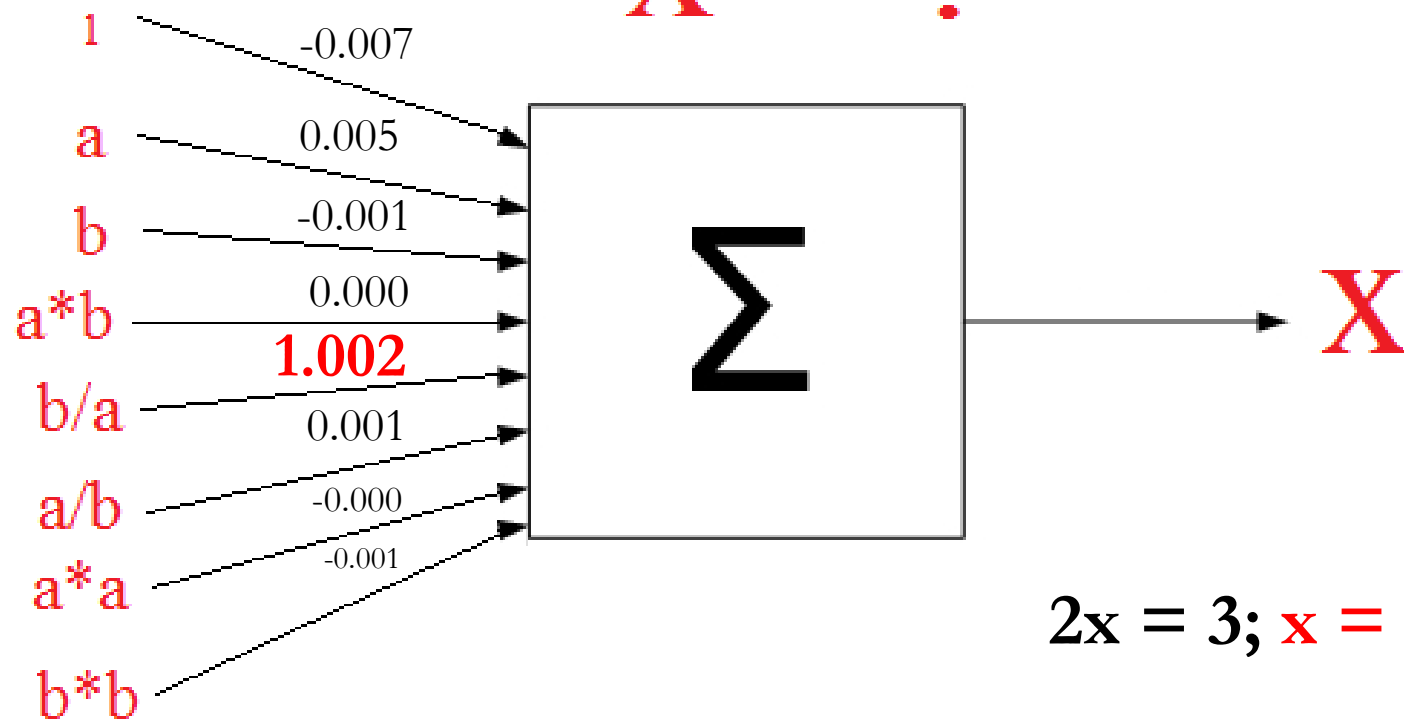 1
-0.007
a
0.005
b
-0.001
a*b
0.000
1.002
b/a
0.001
a/b
-0.000
a*a
-0.001
b*b
Σ
X
2x = 3; x =